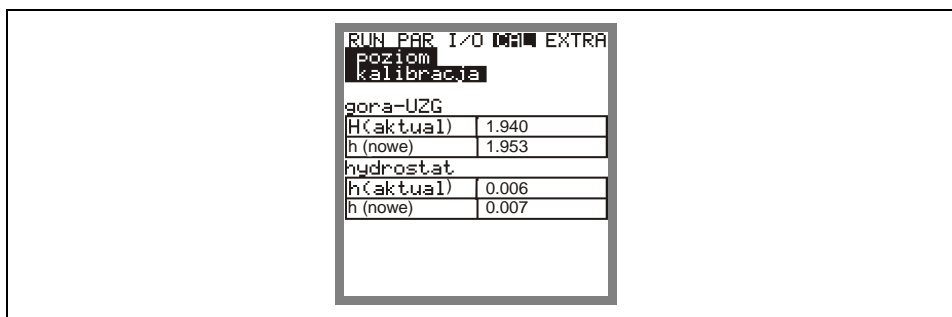 RUN PAR I/O CAL EXTRA
poziom
kalibracja
gora-UZG
H(aktual) 1.940
h (nowe) 1.953
hydrostat
h(aktual) 0.006
h (nowe) 0.007